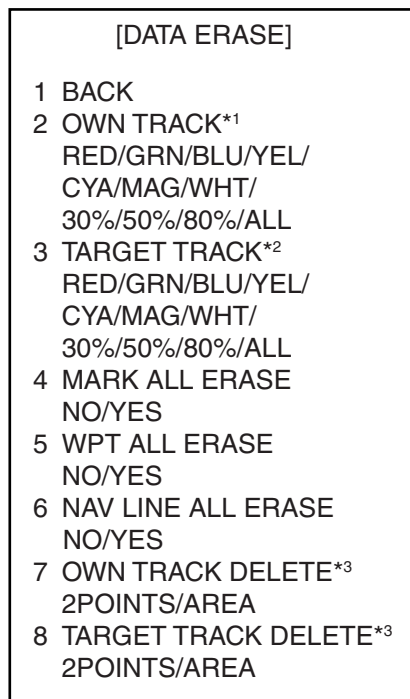 [DATA ERASE]
1 BACK
2 OWN TRACK*1
RED/GRN/BLU/YEL/
CYA/MAG/WHT/
30%/50%/80%/ALL
3 TARGET TRACK*2
RED/GRN/BLU/YEL/
CYA/MAG/WHT/
30%/50%/80%/ALL
4 MARK ALL ERASE
NO/YES
5 WPT ALL ERASE
NO/YES
6 NAV LINE ALL ERASE
NO/YES
7 OWN TRACK DELETE*3
2POINTS/AREA
8 TARGET TRACK DELETE*3
2POINTS/AREA